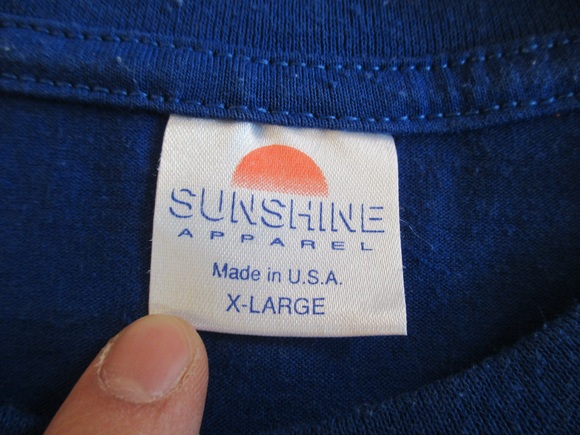 SUNSHINE
APPAREL
Made in U.S.A.
X-LARGE